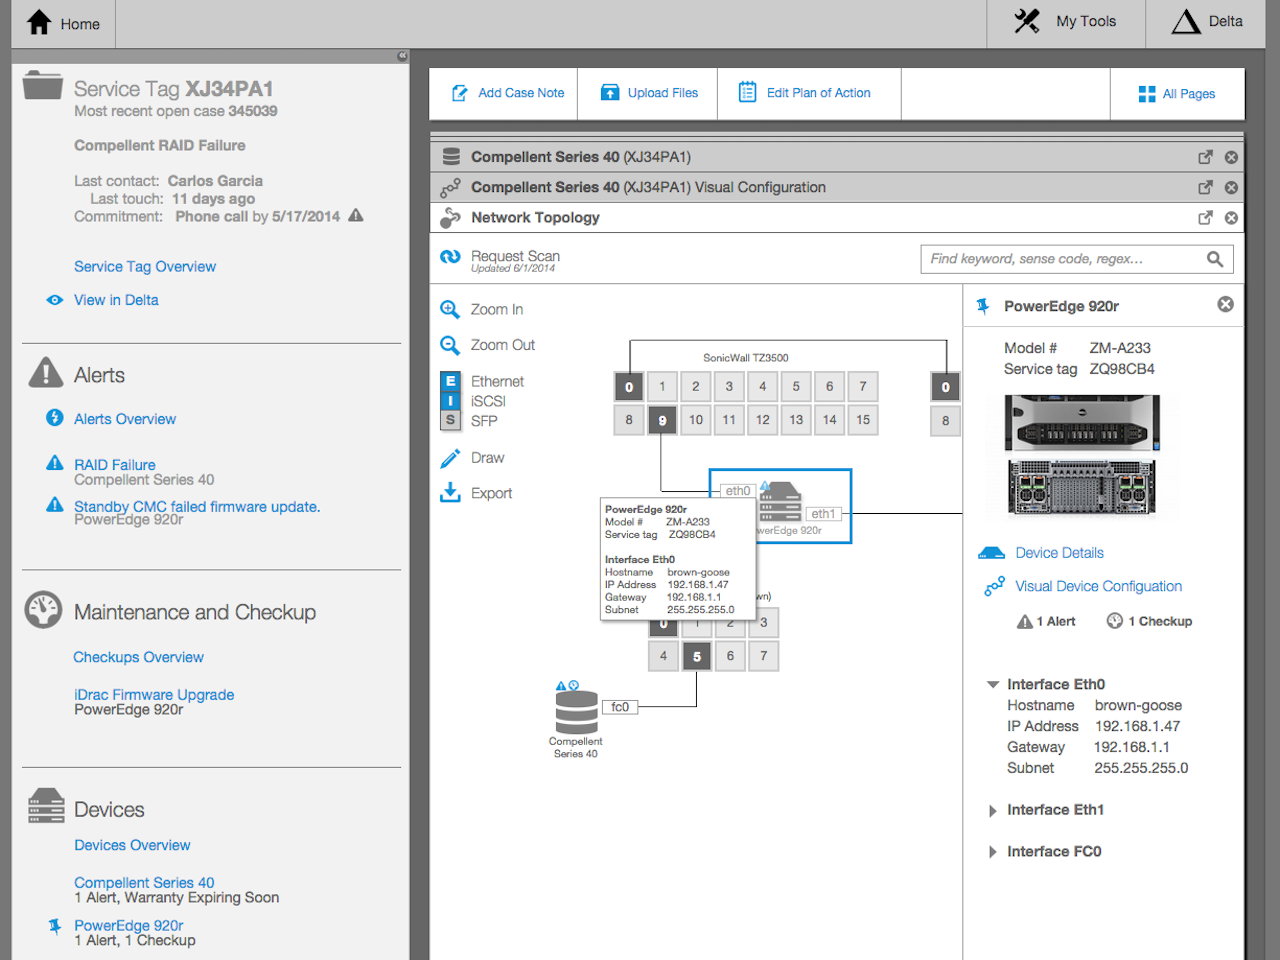 Home
My Tools
Delta
Service Tag XJ34PA1
Most recent open case 345039
Compellent RAID Failure
Last contact: Carlos Garcia
Last touch: 11 days ago
Commitment: Phone call by 5/17/2014
Service Tag Overview
View in Delta
Alerts
Alerts Overview
RAID Failure
Compellent Series 40
Standby CMC failed firmware update.
PowerEdge 920r
Maintenance and Checkup
Checkups Overview
iDrac Firmware Upgrade
PowerEdge 920r
Devices
Devices Overview
Compellent Series 40
1 Alert, Warranty Expiring Soon
PowerEdge 920r
1 Alert, 1 Checkup
Add Case Note
Upload Files
Edit Plan of Action
All Pages
Compellent Series 40 (XJ34PA1)
Compellent Series 40 (XJ34PA1) Visual Configuration
Network Topology
Request Scan
Updated 6/1/2014
Find keyword, sense code, regex...
Zoom In
Zoom Out
E Ethernet
I iSCSI
S SFP
Draw
Export
SonicWall TZ3500
0 1 2 3 4 5 6 7
8 9 10 11 12 13 14 15
0
8
eth0
eth1
werEdge 920r
PowerEdge 920r
Model # ZM-A233
Service tag ZQ98CB4
Interface Eth0
Hostname brown-goose
IP Address 192.168.1.47
Gateway 192.168.1.1
Subnet 255.255.255.0
wn)
0 1 2 3
4 5 6 7
fc0
Compellent
Series 40
PowerEdge 920r
Model # ZM-A233
Service tag ZQ98CB4
Device Details
Visual Device Configuation
1 Alert
1 Checkup
Interface Eth0
Hostname brown-goose
IP Address 192.168.1.47
Gateway 192.168.1.1
Subnet 255.255.255.0
Interface Eth1
Interface FC0